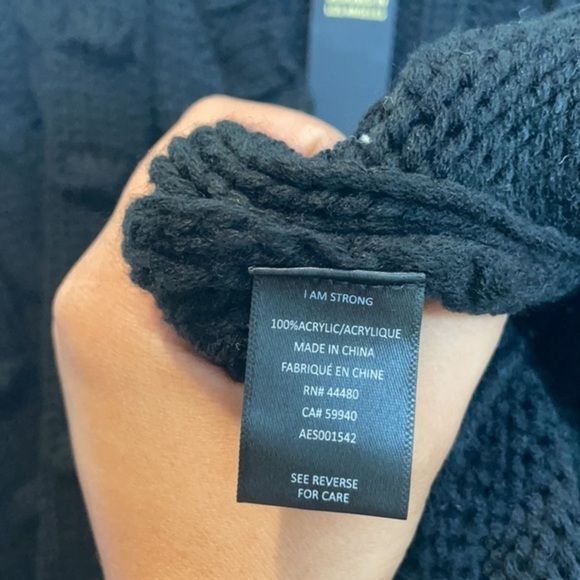 I AM STRONG
100%ACRYLIC/ACRYLIQUE
MADE IN CHINA
FABRIQUÉ EN CHINE
RN# 44480
CA# 59940
AES001542
SEE REVERSE
FOR CARE